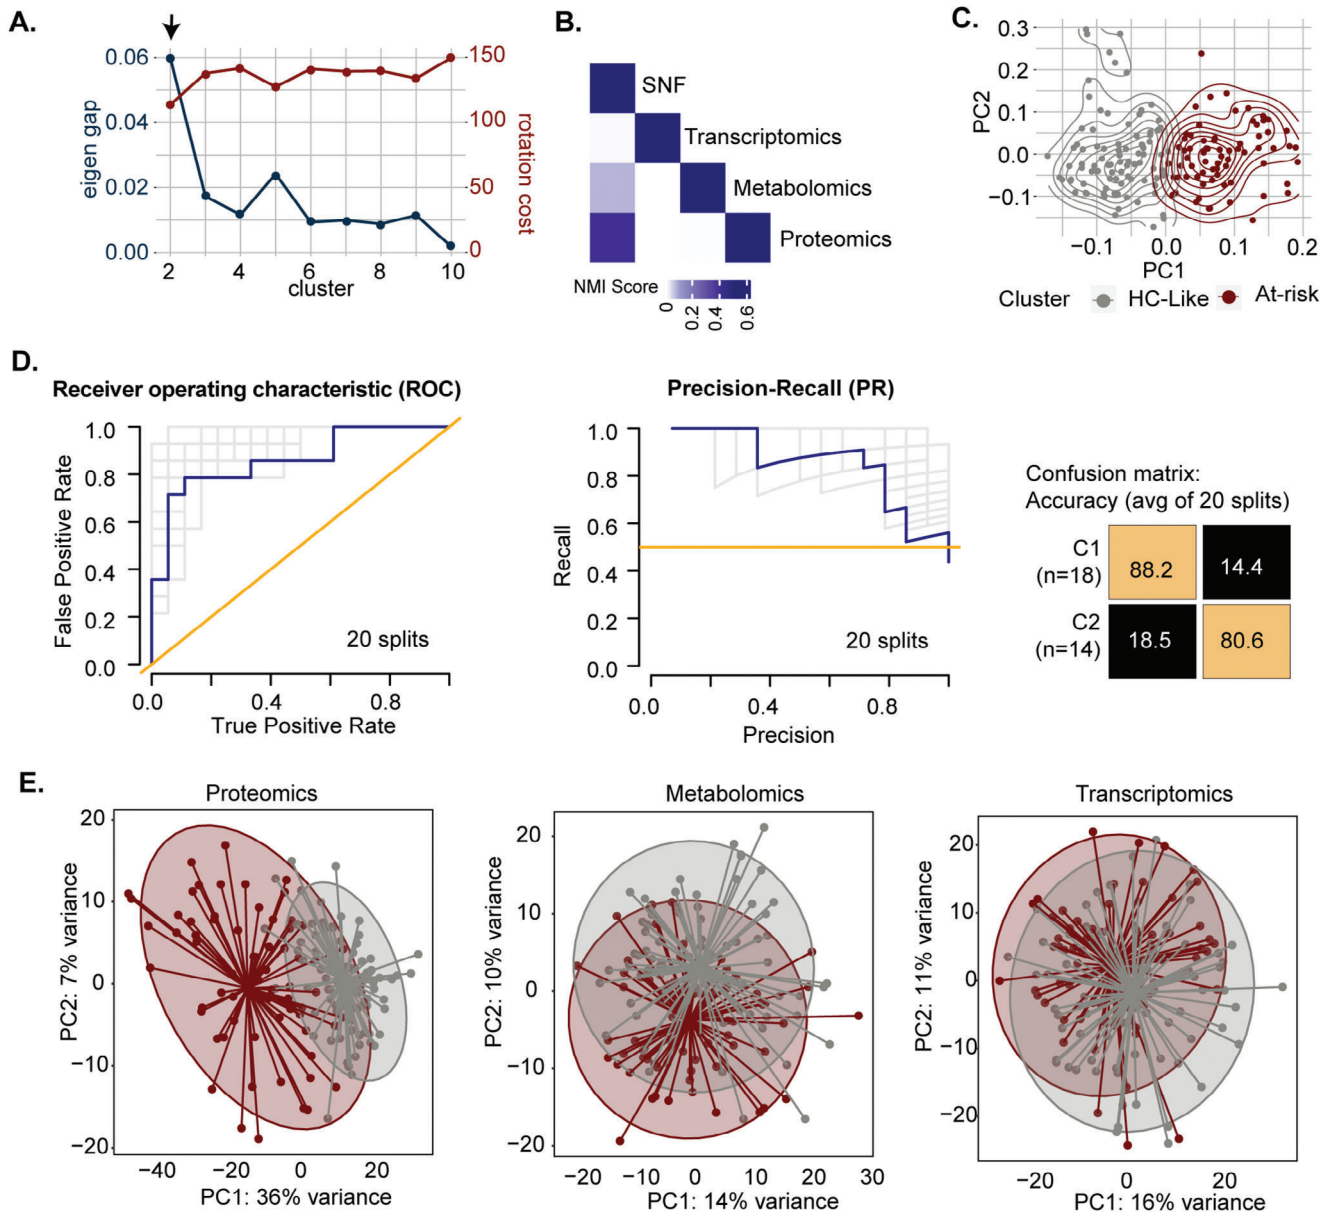 A.
eigen gap
0.06
0.04
0.02
0.00
150
100
50
0
rotation cost
2 4 6 8 10
cluster
B.
SNF
Transcriptomics
Metabolomics
Proteomics
NMI Score
0 0.2 0.4 0.6
C.
PC2
0.3
0.2
0.1
0.0
−0.1
−0.1 0.0 0.1 0.2
PC1
Cluster HC-Like At-risk
D.
Receiver operating characteristic (ROC)
False Positive Rate
1.0
0.8
0.6
0.4
0.2
0.0
20 splits
0.0 0.4 0.8
True Positive Rate
Precision-Recall (PR)
Recall
1.0
0.8
0.6
0.4
0.2
0.0
20 splits
0.0 0.4 0.8
Precision
Confusion matrix:
Accuracy (avg of 20 splits)
C1
(n=18)
88.2 14.4
C2
(n=14)
18.5 80.6
E.
Proteomics
PC2: 7% variance
20
10
0
−10
−20
−40 −20 0 20
PC1: 36% variance
Metabolomics
PC2: 10% variance
20
10
0
−10
−20
−20 −10 0 10 20 30
PC1: 14% variance
Transcriptomics
PC2: 11% variance
20
10
0
−10
−20
−20 0 20
PC1: 16% variance